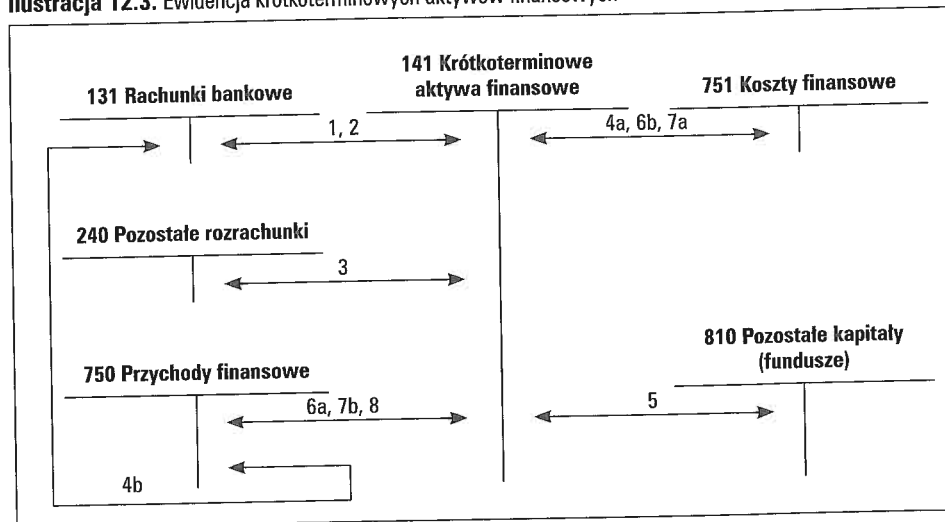 Ilustracja 12.3. Ewidencja krótkoterminowych aktywów finansowych
141 Krótkoterminowe
aktywa finansowe
131 Rachunki bankowe
751 Koszty finansowe
1, 2
4a, 6b, 7a
240 Pozostałe rozrachunki
3
810 Pozostałe kapitały
(fundusze)
750 Przychody finansowe
6a, 7b, 8
5
4b